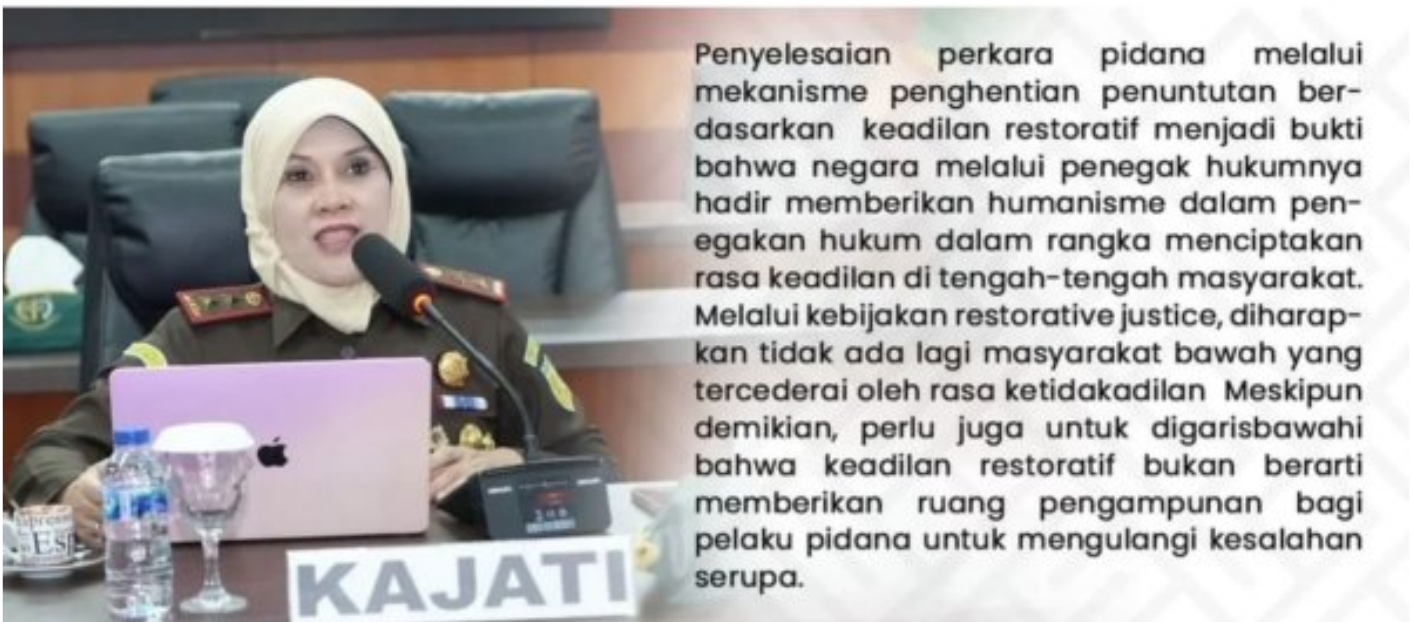 Penyelesaian perkara pidana melalui
mekanisme penghentian penuntutan ber-
dasarkan keadilan restoratif menjadi bukti
bahwa negara melalui penegak hukumnya
hadir memberikan humanisme dalam pen-
egakan hukum dalam rangka menciptakan
rasa keadilan di tengah-tengah masyarakat.
Melalui kebijakan restorative justice, diharap-
kan tidak ada lagi masyarakat bawah yang
tercederai oleh rasa ketidakadilan Meskipun
demikian, perlu juga untuk digarisbawahi
bahwa keadilan restoratif bukan berarti
memberikan ruang pengampunan bagi
pelaku pidana untuk mengulangi kesalahan
serupa.
KAJATI